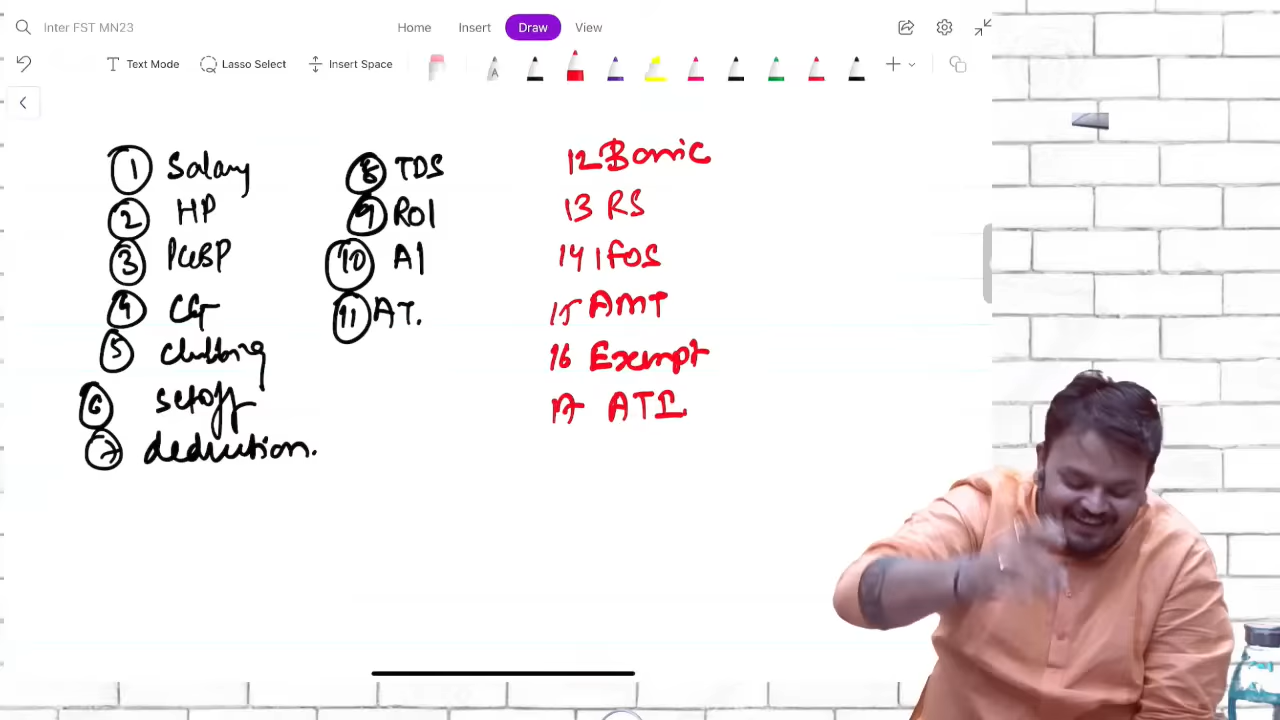 Inter FST MN23
Home Insert Draw View
Text Mode Lasso Select Insert Space
1 Salary
2 HP
3 PGBP
4 CG
5 clubbing
6 setoff
7 deduction.
8 TDS
9 ROI
10 AI
11 AT.
12 Basic
13 RS
14 IFOS
15 AMT
16 Exempt
17 ATI